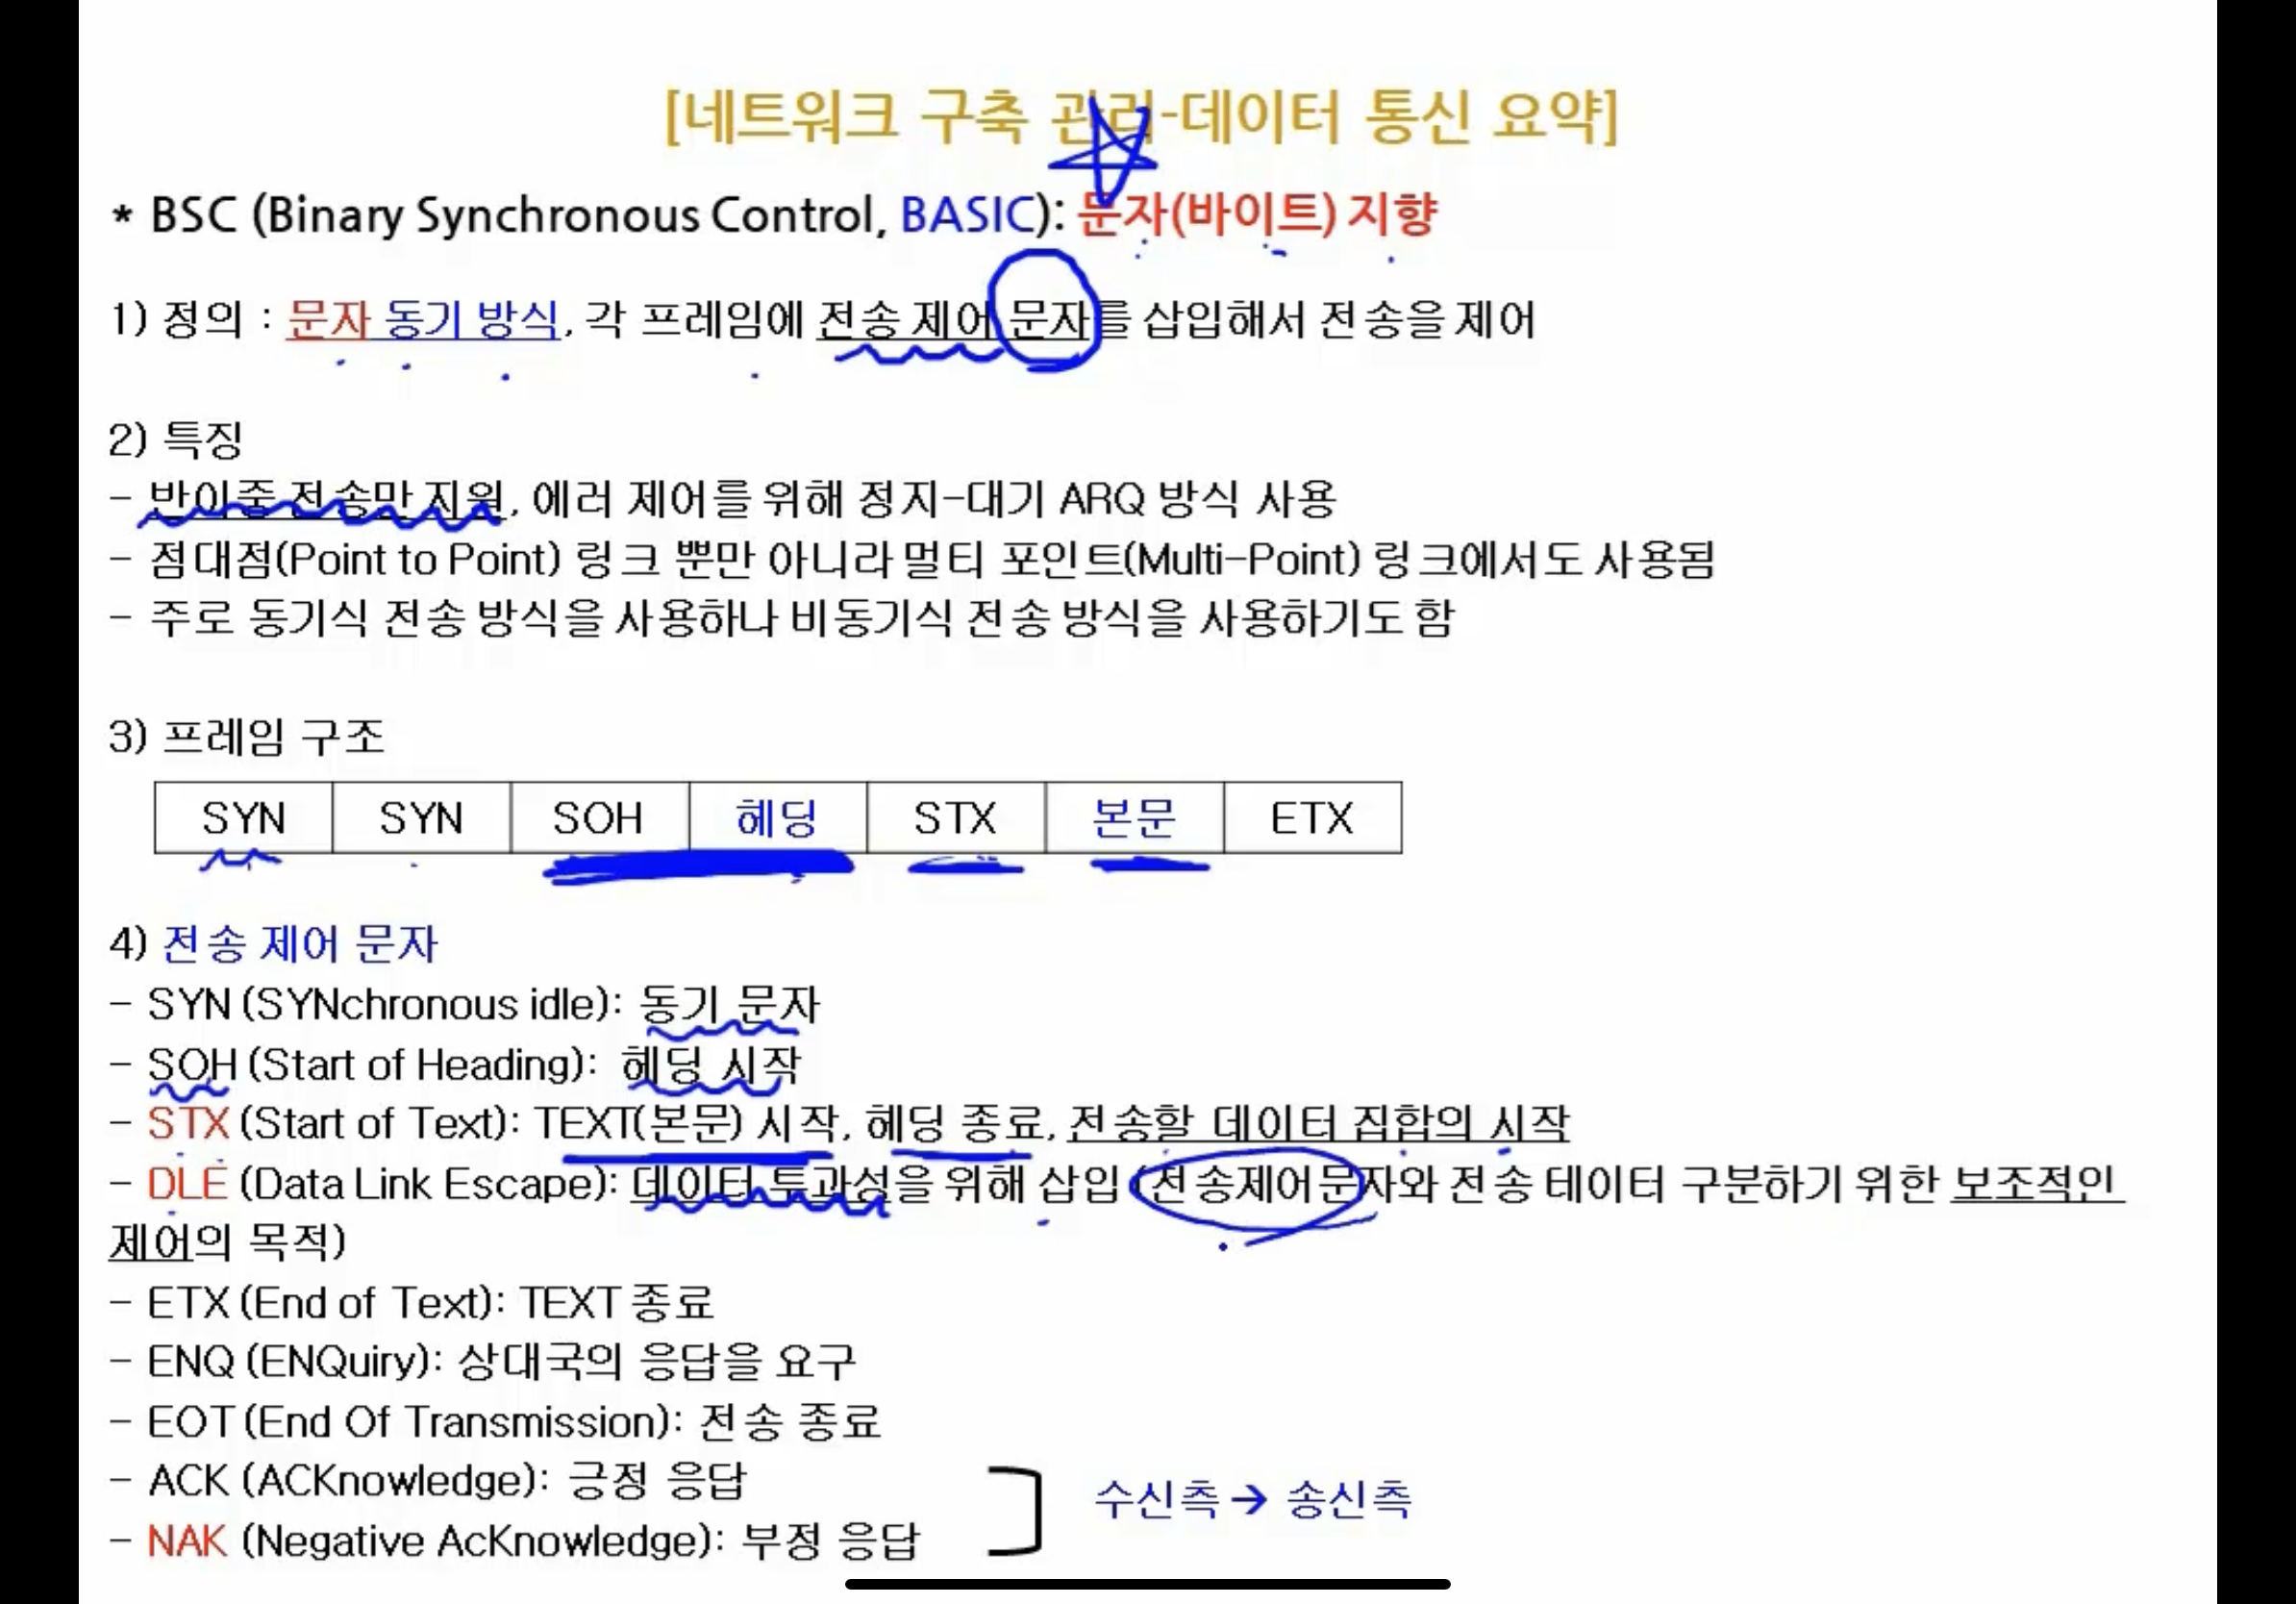 [네트워크 구축 관리-데이터 통신 요약]
* BSC (Binary Synchronous Control, BASIC): 문자(바이트) 지향
1) 정의 : 문자 동기 방식, 각 프레임에 전송 제어 문자를 삽입해서 전송을 제어
2) 특징
- 반이중 전송만 지원, 에러 제어를 위해 정지-대기 ARQ 방식 사용
- 점대점(Point to Point) 링크 뿐만 아니라 멀티 포인트(Multi-Point) 링크에서도 사용됨
- 주로 동기식 전송 방식을 사용하나 비동기식 전송 방식을 사용하기도 함
3) 프레임 구조
SYN SYN SOH 헤딩 STX 본문 ETX
4) 전송 제어 문자
- SYN (SYNchronous idle): 동기 문자
- SOH (Start of Heading): 헤딩 시작
- STX (Start of Text): TEXT(본문) 시작, 헤딩 종료, 전송할 데이터 집합의 시작
- DLE (Data Link Escape): 데이터 투과성을 위해 삽입 (전송제어문자와 전송 테이터 구분하기 위한 보조적인
제어의 목적)
- ETX (End of Text): TEXT 종료
- ENQ (ENQuiry): 상대국의 응답을 요구
- EOT (End Of Transmission): 전송 종료
- ACK (ACKnowledge): 긍정 응답
- NAK (Negative AcKnowledge): 부정 응답
수신측 → 송신측